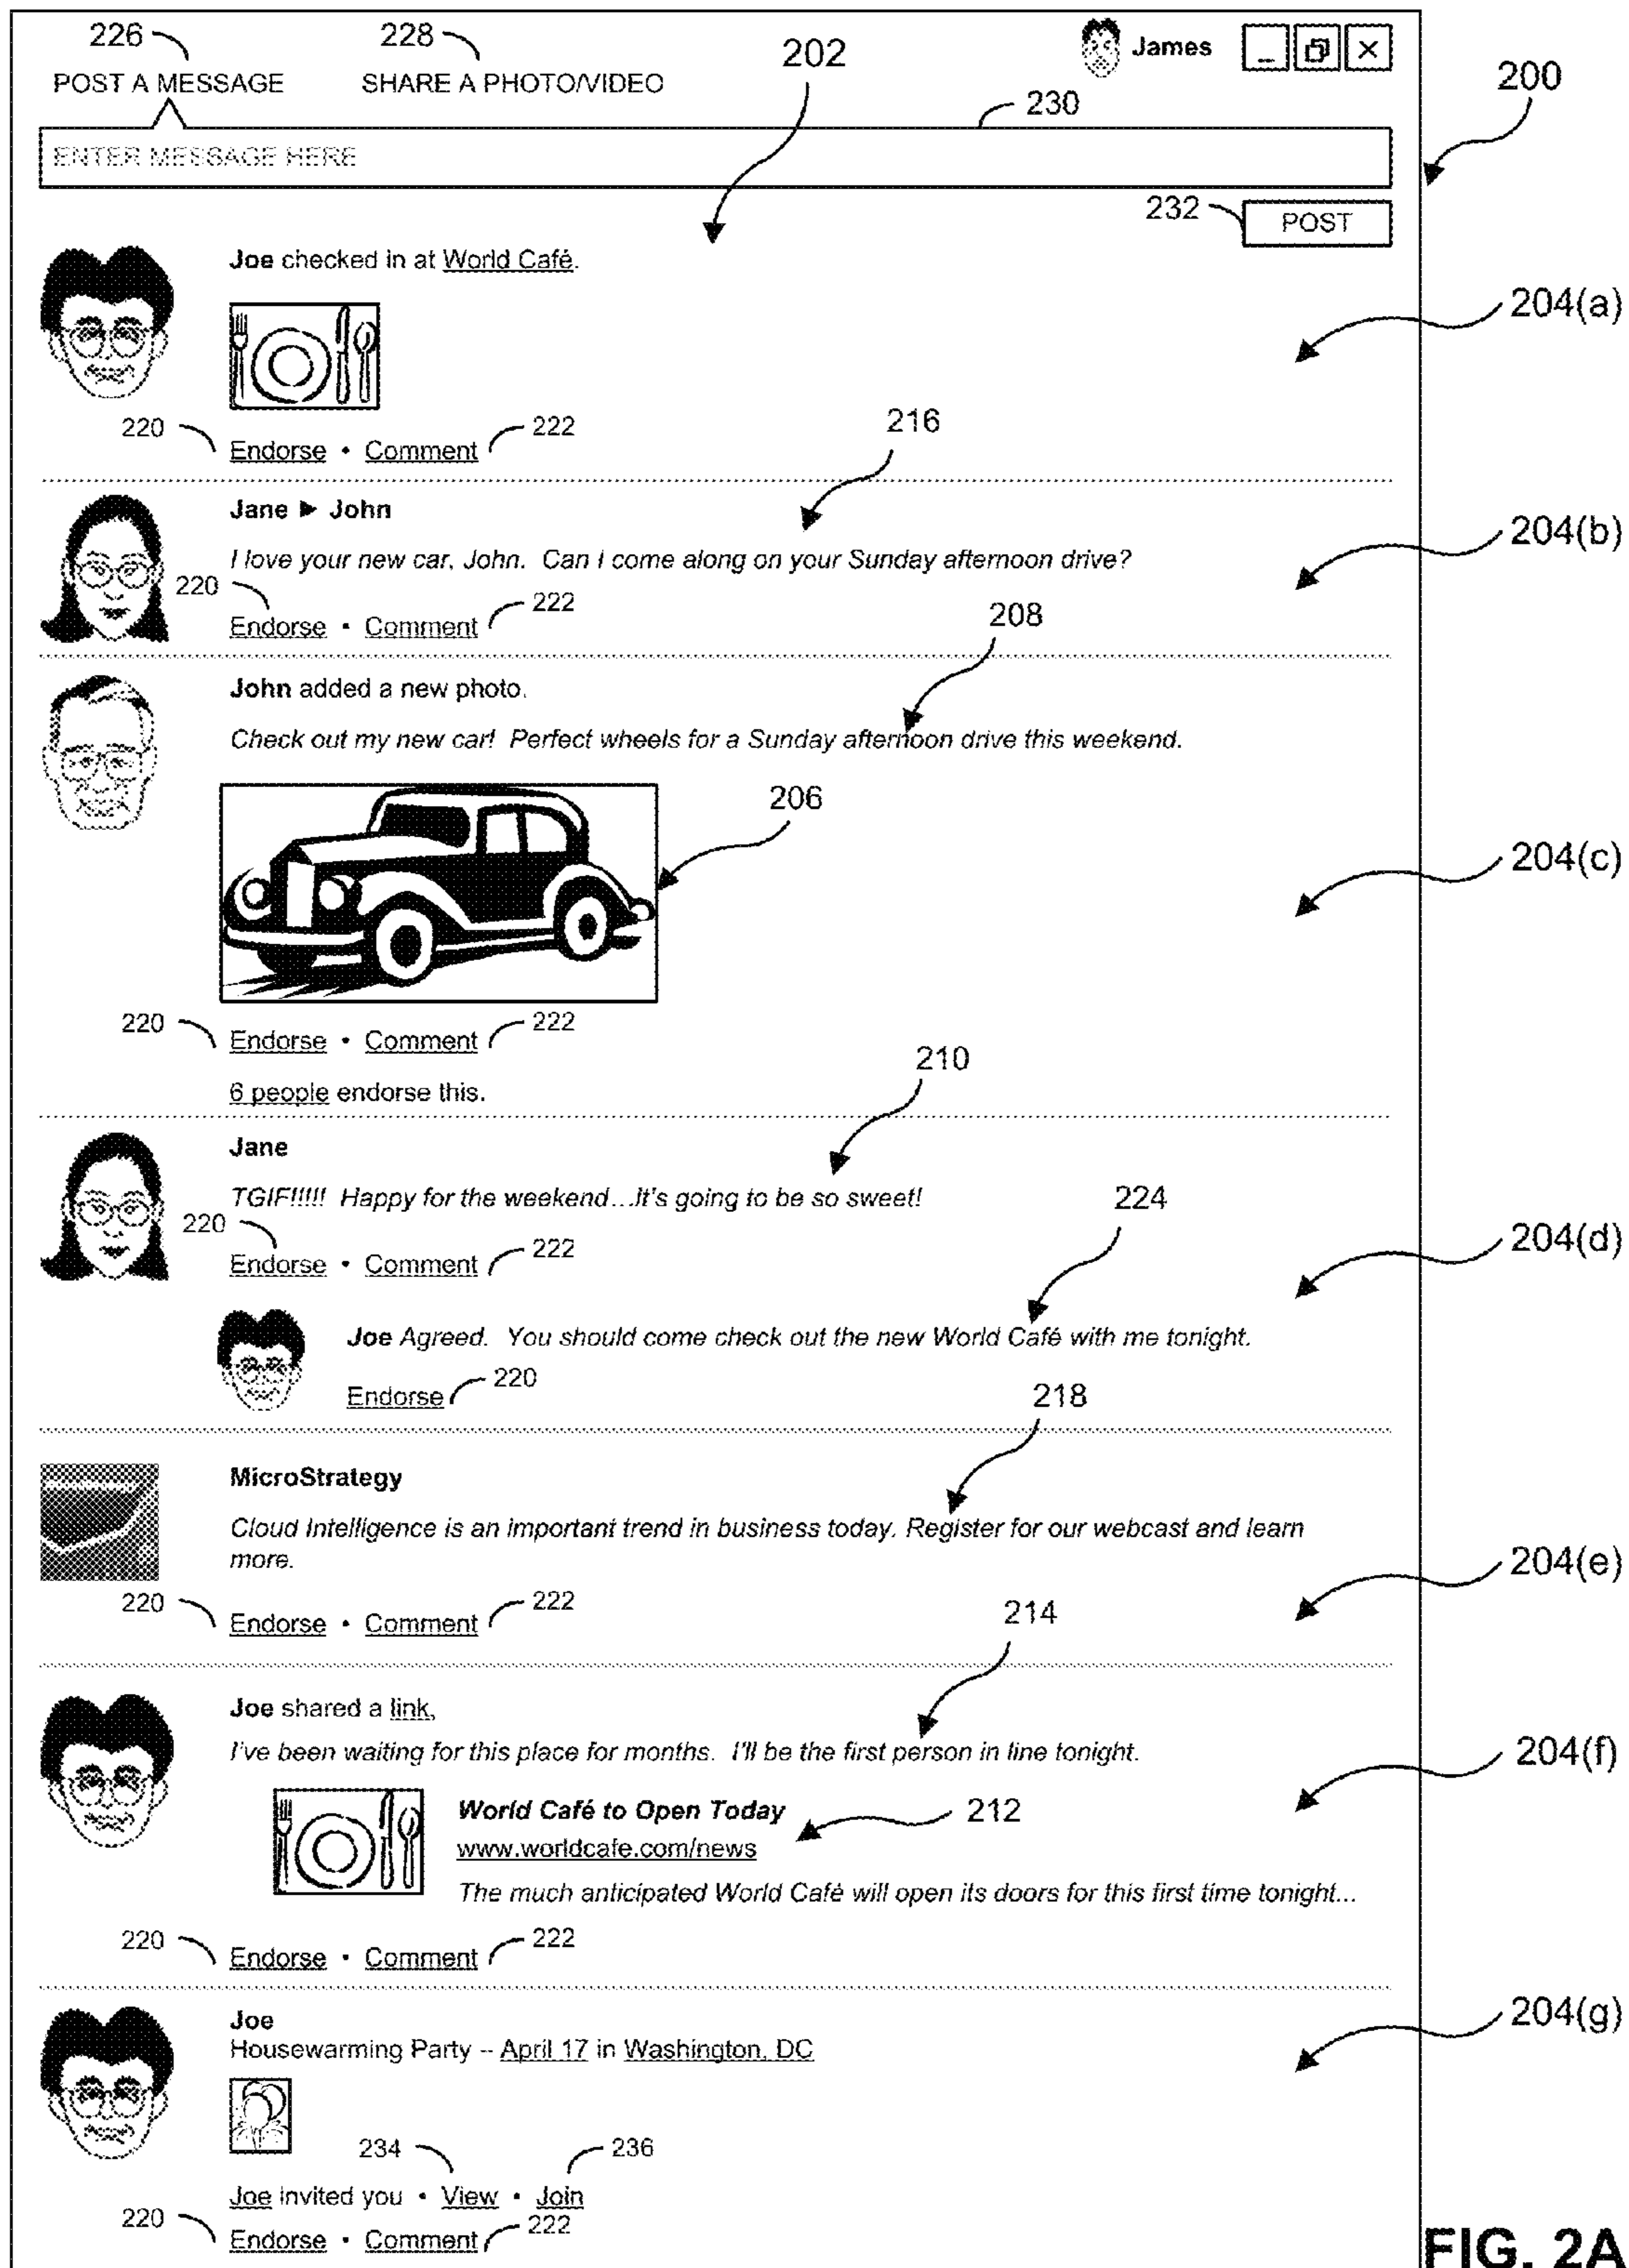 226
228
202
James
200
POST A MESSAGE
SHARE A PHOTO/VIDEO
230
ENTER MESSAGE HERE
232
POST
Joe checked in at World Café.
204(a)
220
222
216
Endorse • Comment
Jane ► John
204(b)
I love your new car, John.  Can I come along on your Sunday afternoon drive?
220
222
208
Endorse • Comment
John added a new photo.
Check out my new car!  Perfect wheels for a Sunday afternoon drive this weekend.
206
204(c)
220
222
Endorse • Comment
210
6 people endorse this.
Jane
TGIF!!!!!  Happy for the weekend...it's going to be so sweet!
224
220
222
204(d)
Endorse • Comment
Joe Agreed.  You should come check out the new World Café with me tonight.
220
218
Endorse
MicroStrategy
Cloud Intelligence is an important trend in business today. Register for our webcast and learn
more.
204(e)
220
222
214
Endorse • Comment
Joe shared a link,
I've been waiting for this place for months.  I'll be the first person in line tonight.
204(f)
World Café to Open Today
212
www.worldcafe.com/news
The much anticipated World Café will open its doors for this first time tonight...
220
222
Endorse • Comment
204(g)
Joe
Housewarming Party -- April 17 in Washington, DC
234
236
Joe invited you • View • Join
220
222
Endorse • Comment
FIG. 2A